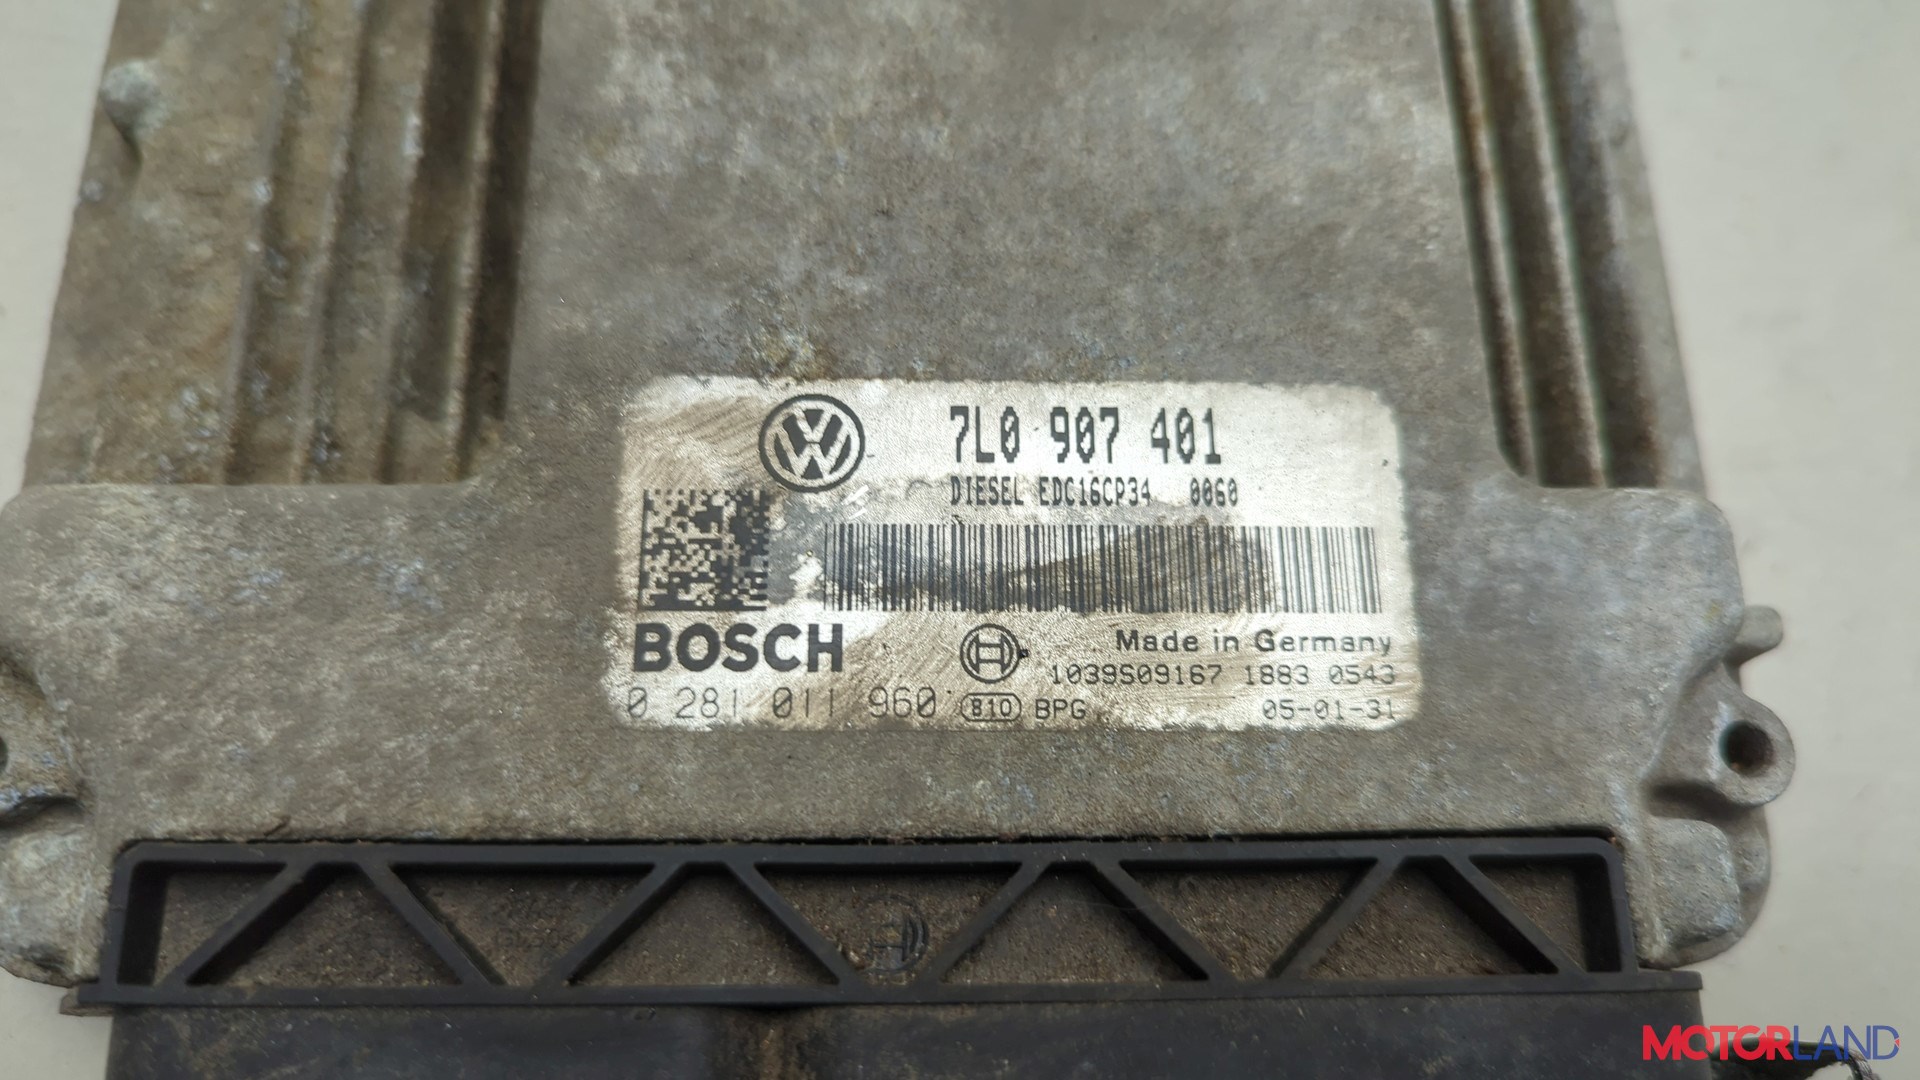 7L0 907 401
DIESEL EDC16CP34 0060
BOSCH
Made in Germany
1039S09167 1883 0543
0 281 011 960 810 BPG 05-01-31
MOTORLAND